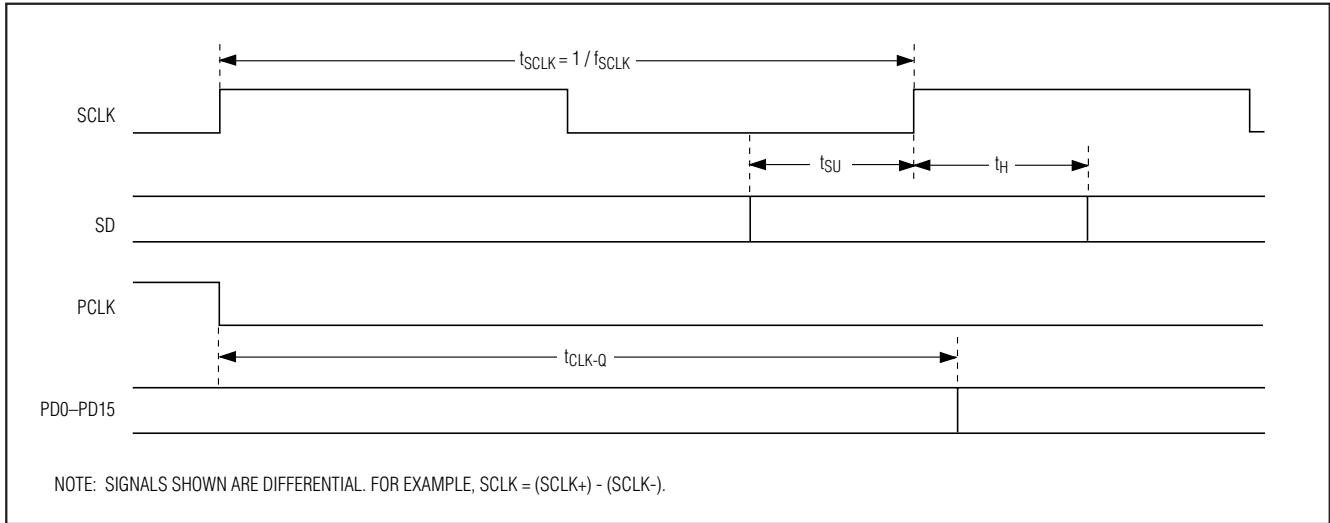 tSCLK = 1 / fSCLK
SCLK
tSU
tH
SD
PCLK
tCLK-Q
PD0–PD15
NOTE: SIGNALS SHOWN ARE DIFFERENTIAL. FOR EXAMPLE, SCLK = (SCLK+) - (SCLK-).